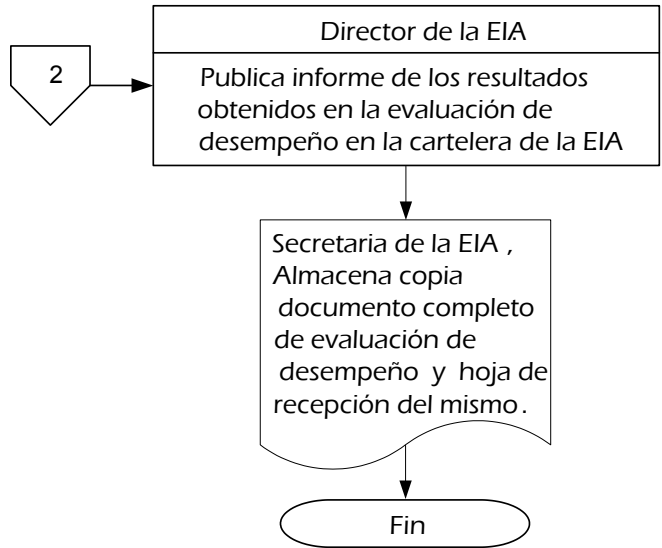 Director de la EIA
2
Publica informe de los resultados
obtenidos en la evaluación de
desempeño en la cartelera de la EIA
Secretaria de la EIA ,
Almacena copia
documento completo
de evaluación de
desempeño y hoja de
recepción del mismo .
Fin